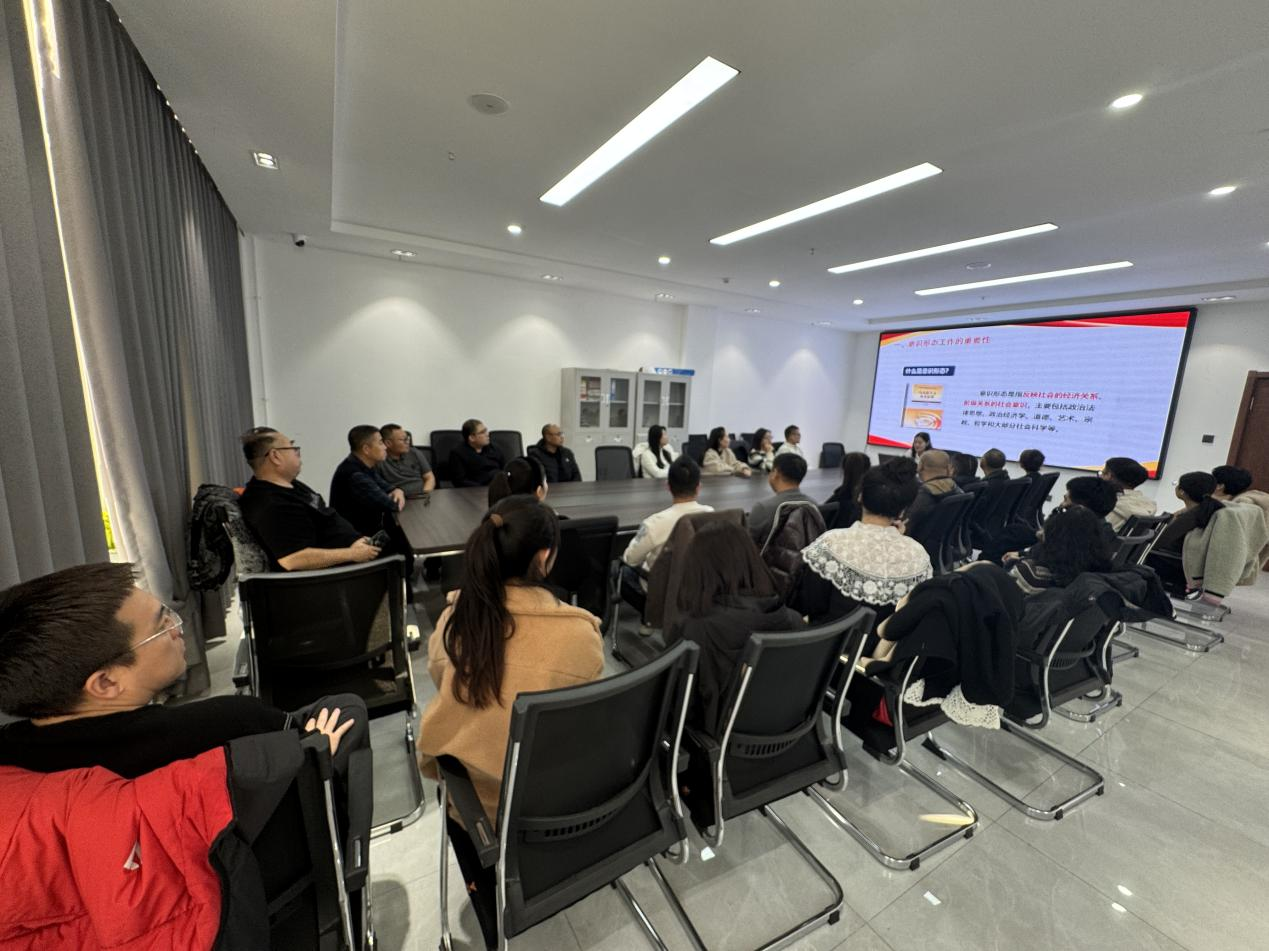 一、意识形态工作的重要性
什么是意识形态?
意识形态是指反映社会的经济关系、
阶级关系的社会意识，主要包括政治法
律思想、政治经济学、道德、艺术、宗
教、哲学和大部分社会科学等。